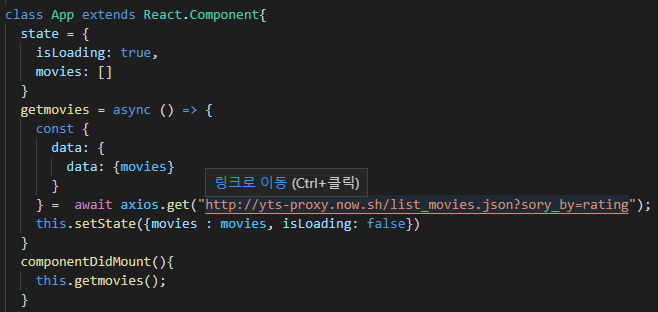 class App extends React.Component{
  state = {
    isLoading: true,
    movies: []
  }
  getmovies = async () => {
    const {
      data: {
        data: {movies}
      }
링크로 이동 (Ctrl+클릭)
    } =  await axios.get("http://yts-proxy.now.sh/list_movies.json?sory_by=rating");
    this.setState({movies : movies, isLoading: false})
  }
  componentDidMount(){
    this.getmovies();
  }